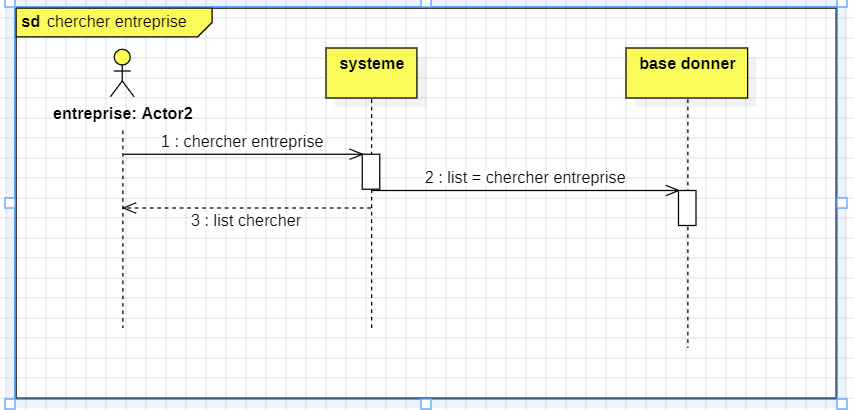 sd chercher entreprise
systeme
base donner
entreprise: Actor2
1 : chercher entreprise
2 : list = chercher entreprise
3 : list chercher